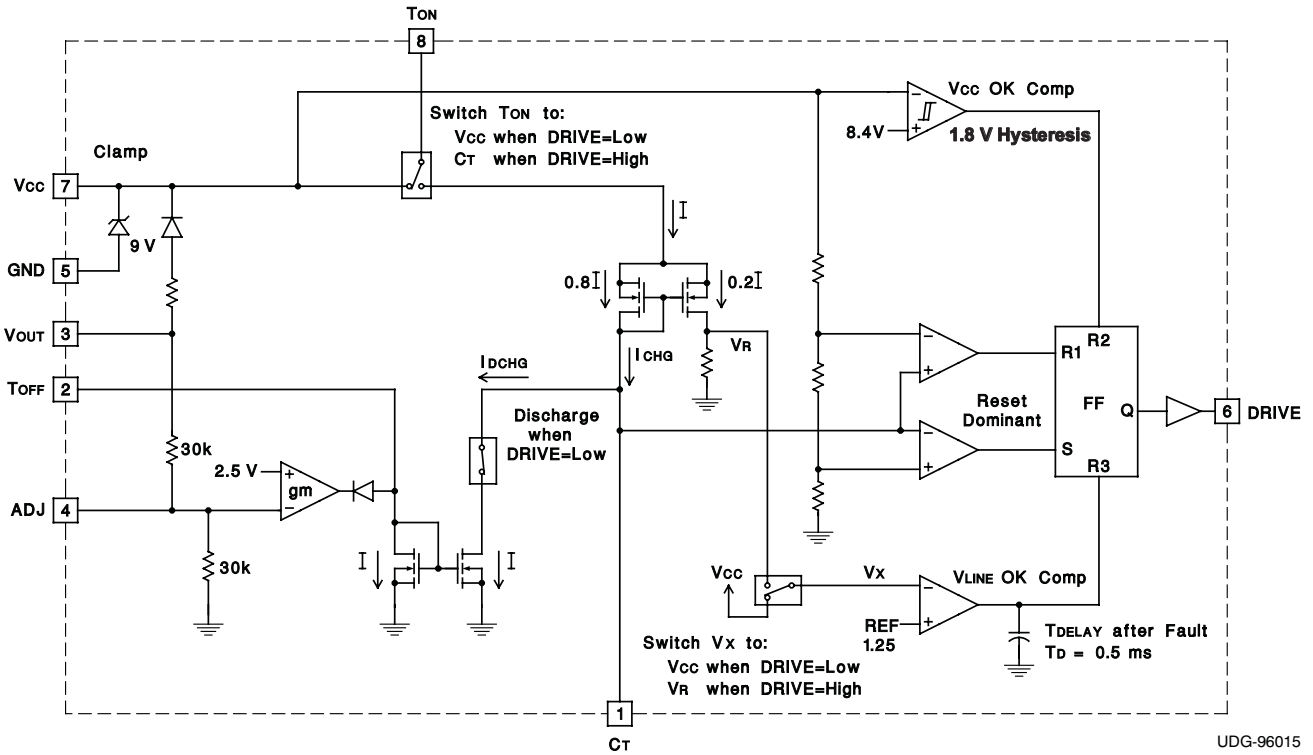 TON
8
Switch TON to:
VCC when DRIVE=Low
CT when DRIVE=High
VCC OK Comp
8.4V
1.8 V Hysteresis
-
+
Clamp
VCC
7
9 V
GND
5
I
0.8I
0.2I
VOUT
3
VR
ICHG
IDCHG
TOFF
2
Discharge
when
DRIVE=Low
-
+
R1
R2
Reset
Dominant
FF
Q
6
DRIVE
-
+
S
R3
30k
2.5 V
+
gm
-
ADJ
4
30k
I
I
VCC
VX
VLINE OK Comp
-
+
REF
1.25
TDELAY after Fault
TD = 0.5 ms
Switch VX to:
VCC when DRIVE=Low
VR when DRIVE=High
1
CT
UDG-96015